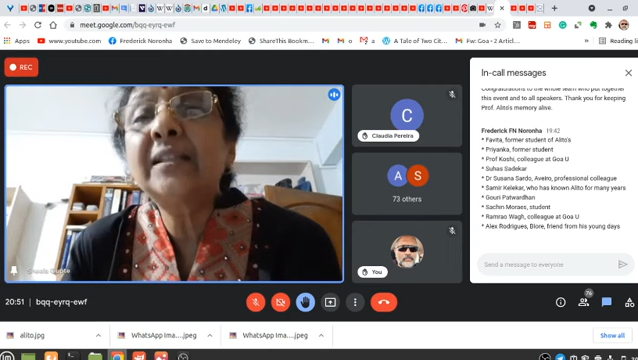 meet.google.com/bqq-eyrq-ewf
Apps
www.youtube.com
Frederick Noronha
Save to Mendeley
ShareThis Bookm...
M
a
A Tale of Two Cit...
Fw: Goa - 2 Articl...
Reading li
REC
In-call messages
Congratulations to the whole team who put together
this event and to all speakers. Thank you for keeping
Prof. Alito's memory alive.
Frederick FN Noronha 19:42
* Favita, former student of Alito's
* Priyanka, former student
* Prof Koshi, colleague at Goa U
* Suhas Sadekar
* Dr Susana Sardo, Aveiro, professional colleague
* Samir Kelekar, who has known Alito for many years
* Gouri Patwardhan
* Sachin Moraes, student
* Ramrao Wagh, colleague at Goa U
* Alex Rodrigues, Blore, friend from his young days
C
Claudia Pereira
A S
73 others
You
Send a message to everyone
20:51 bqq-eyrq-ewf
76
alito.jpg
WhatsApp Ima....jpeg
WhatsApp Ima....jpeg
Show all